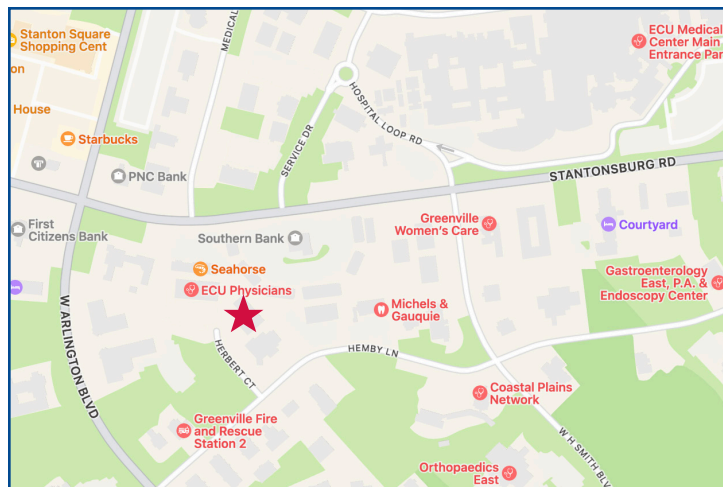 Stanton Square
Shopping Cent
MEDICAL
ECU Medical
Center Main
Entrance Par
on
House
Starbucks
HOSPITAL LOOP RD
SERVICE DR
PNC Bank
STANTONSBURG RD
First
Citizens Bank
Southern Bank
Greenville
Women's Care
Courtyard
Seahorse
ECU Physicians
Gastroenterology
East, P.A. &
Endoscopy Center
Michels &
Gauquie
W ARLINGTON BLVD
HERBERT CT
HEMBY LN
Coastal Plains
Network
Greenville Fire
and Rescue
Station 2
W H SMITH BLV
Orthopaedics
East